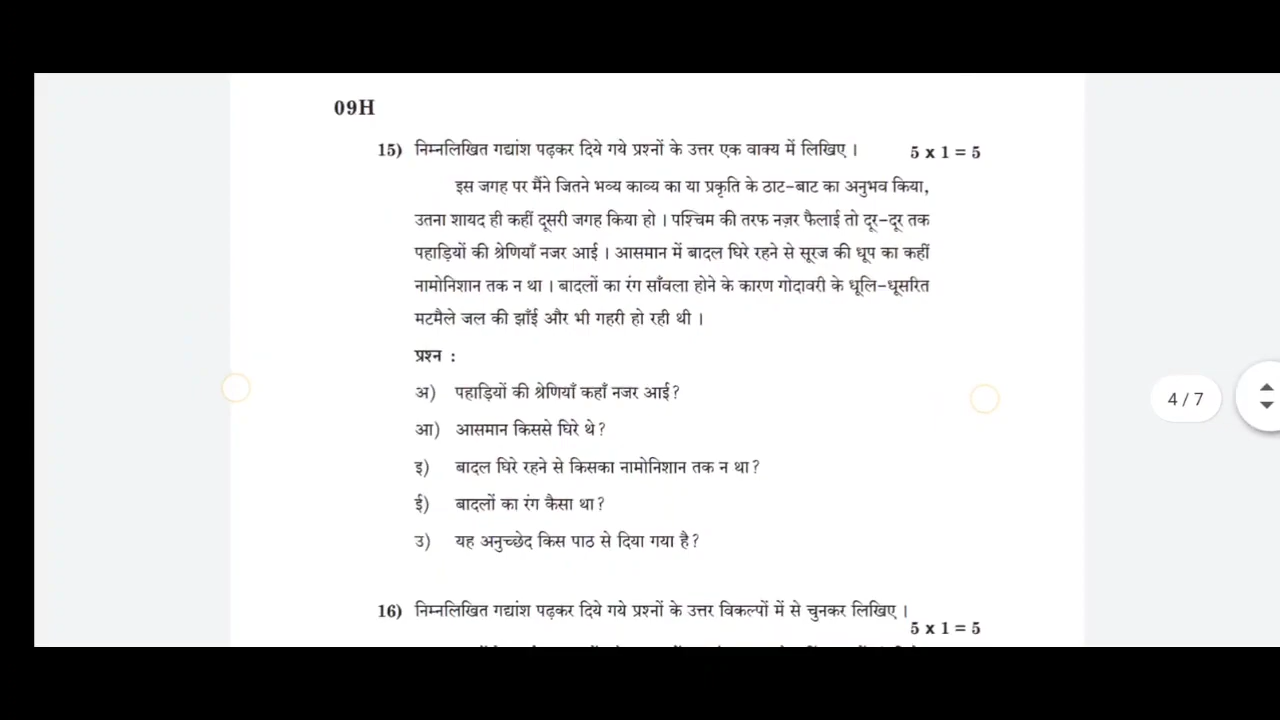 09H
15) निम्नलिखित गद्यांश पढ़कर दिये गये प्रश्नों के उत्तर एक वाक्य में लिखिए । 5 x 1 = 5
इस जगह पर मैंने जितने भव्य काव्य का या प्रकृति के ठाट-बाट का अनुभव किया,
उतना शायद ही कहीं दूसरी जगह किया हो । पश्चिम की तरफ नज़र फैलाई तो दूर-दूर तक
पहाड़ियों की श्रेणियाँ नजर आई । आसमान में बादल घिरे रहने से सूरज की धूप का कहीं
नामोनिशान तक न था । बादलों का रंग साँवला होने के कारण गोदावरी के धूलि-धूसरित
मटमैले जल की झाँई और भी गहरी हो रही थी ।
प्रश्न :
अ) पहाड़ियों की श्रेणियाँ कहाँ नजर आई?
आ) आसमान किससे घिरे थे?
इ) बादल घिरे रहने से किसका नामोनिशान तक न था?
ई) बादलों का रंग कैसा था?
उ) यह अनुच्छेद किस पाठ से दिया गया है?
4 / 7
16) निम्नलिखित गद्यांश पढ़कर दिये गये प्रश्नों के उत्तर विकल्पों में से चुनकर लिखिए ।
5 x 1 = 5